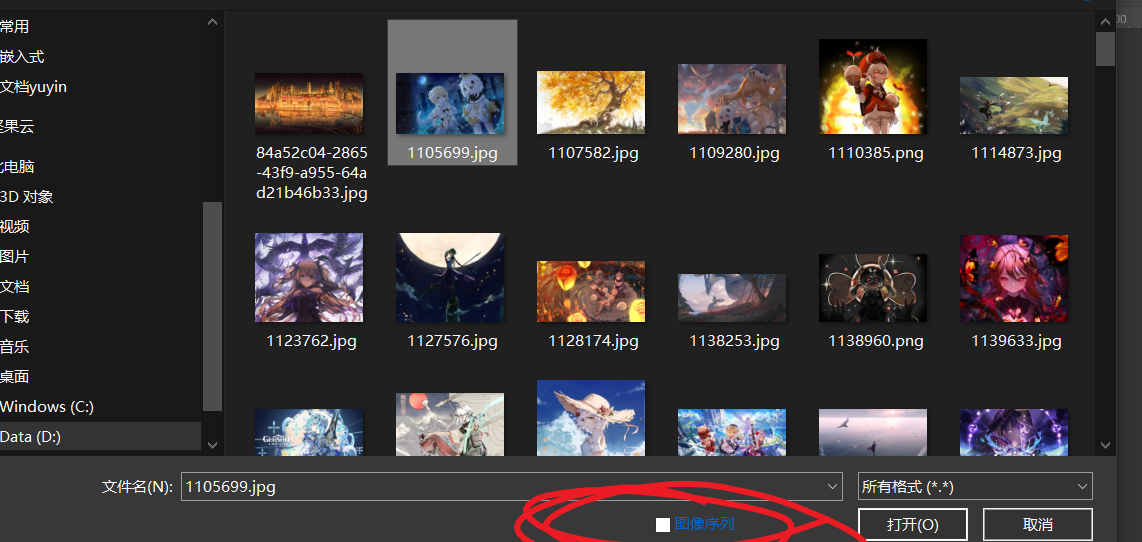 常用
嵌入式
文档yuyin
坚果云
此电脑
3D 对象
视频
图片
文档
下载
音乐
桌面
Windows (C:)
Data (D:)
00
84a52c04-2865
-43f9-a955-64a
d21b46b33.jpg
1105699.jpg
1107582.jpg
1109280.jpg
1110385.png
1114873.jpg
1123762.jpg
1127576.jpg
1128174.jpg
1138253.jpg
1138960.png
1139633.jpg
GENSHIN
文件名(N):
1105699.jpg
所有格式 (*.*)
图像序列
打开(O)
取消